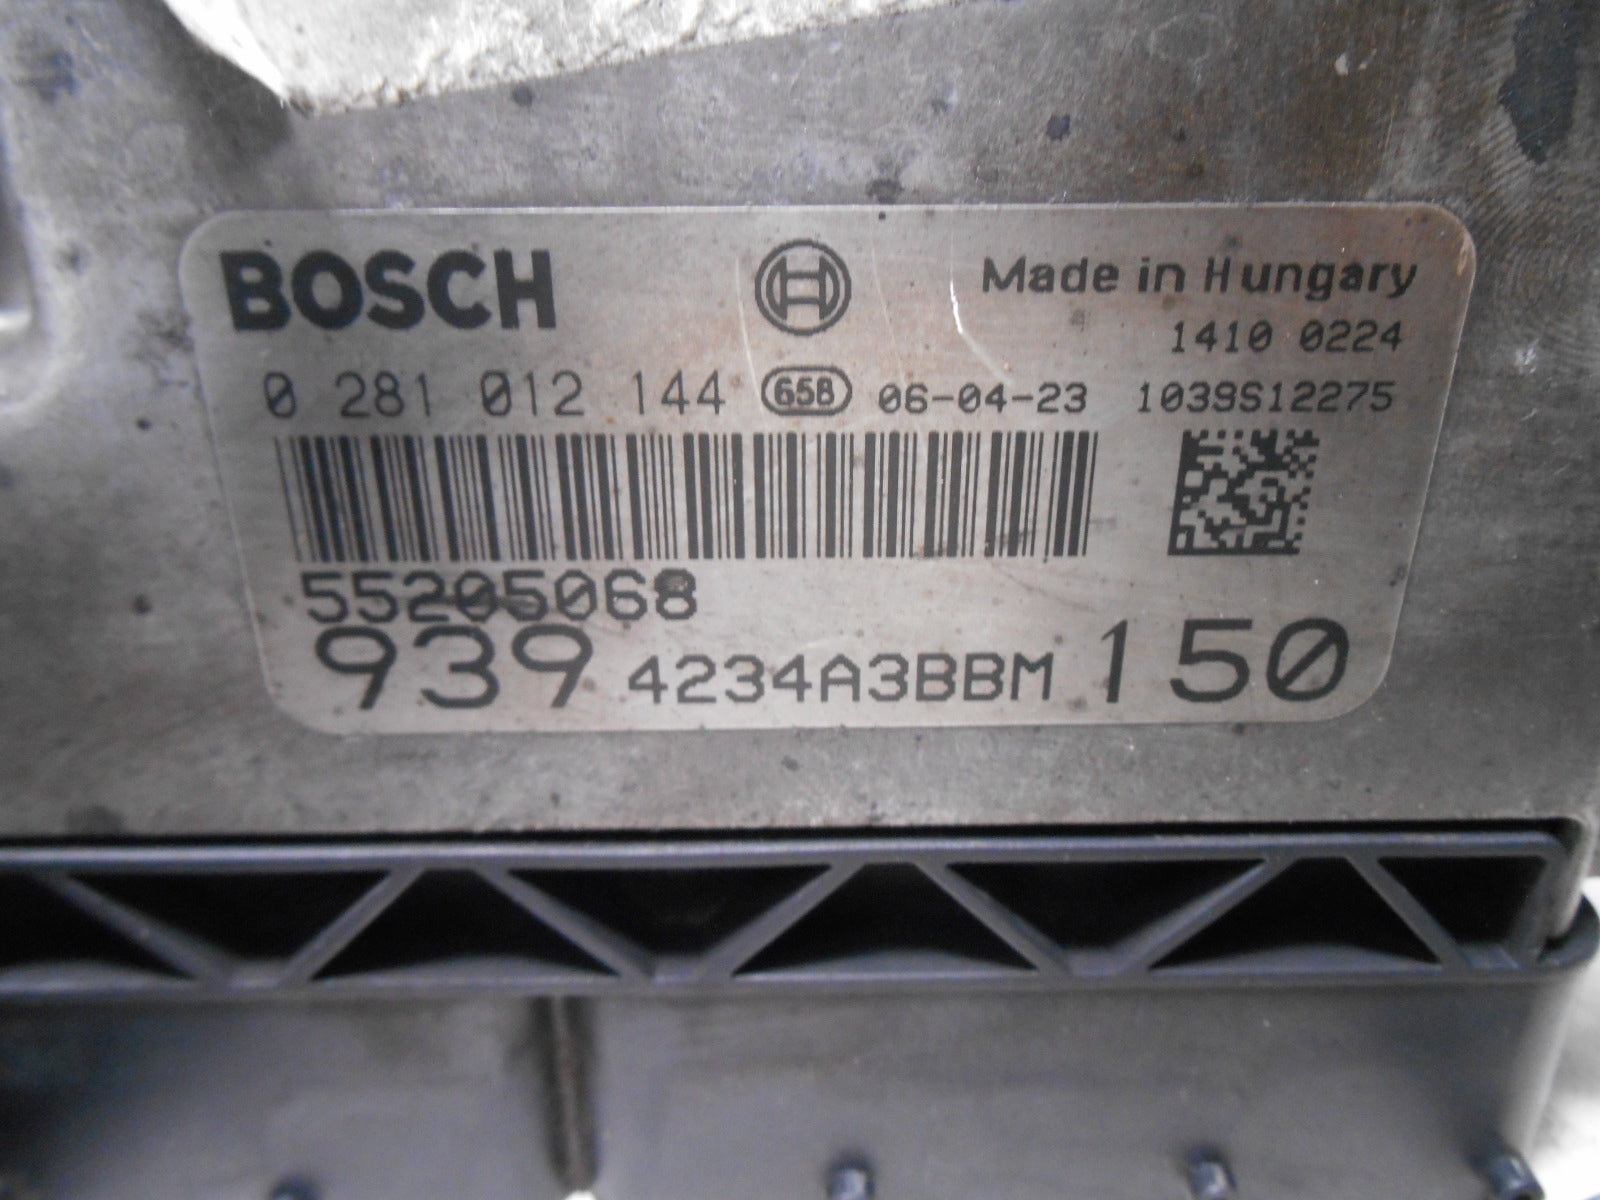 BOSCH Made in Hungary
1410 0224
0 281 012 144 658 06-04-23 1039S12275
55205068
939 4234A3BBM 150